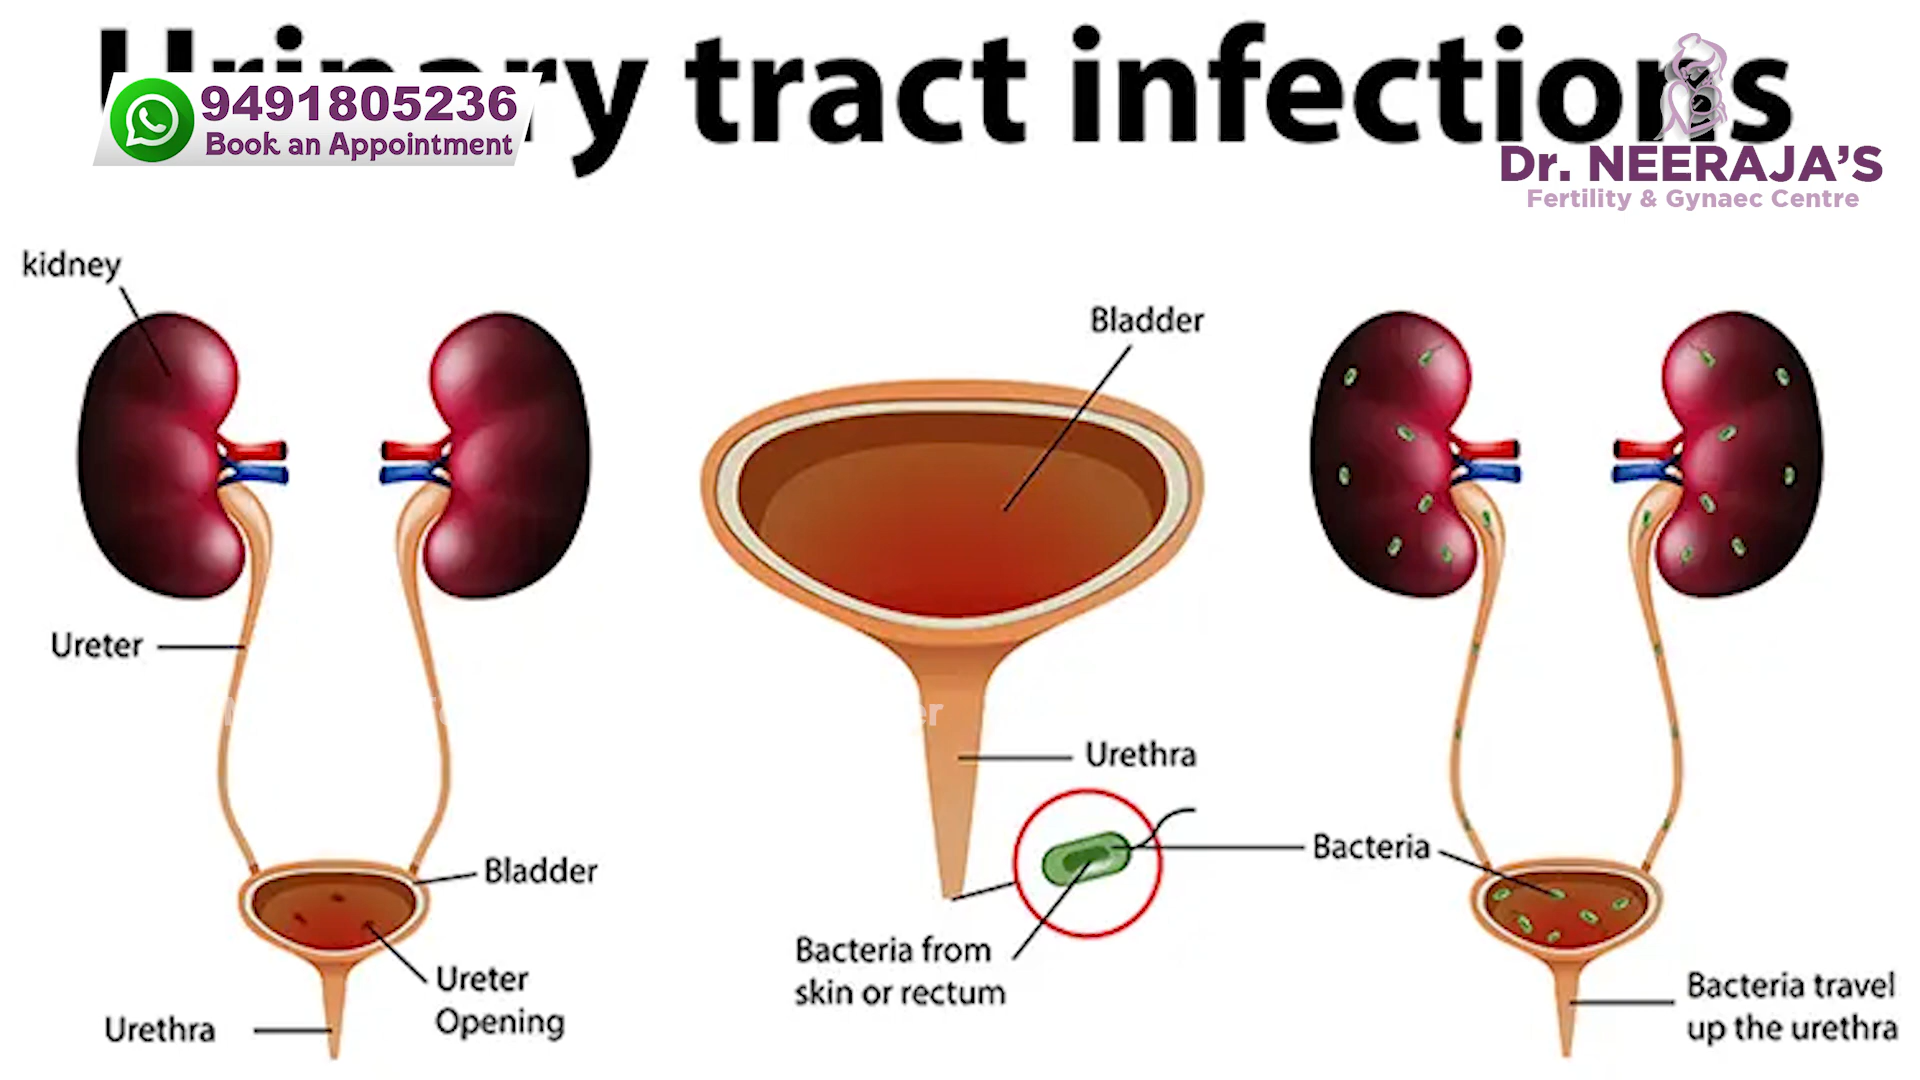 tract infections
9491805236
Book an Appointment
Dr. NEERAJA'S
Fertility & Gynaec Centre
kidney
Ureter
Bladder
Ureter
Opening
Urethra
Bladder
Urethra
Bacteria
Bacteria from
skin or rectum
Bacteria travel
up the urethra